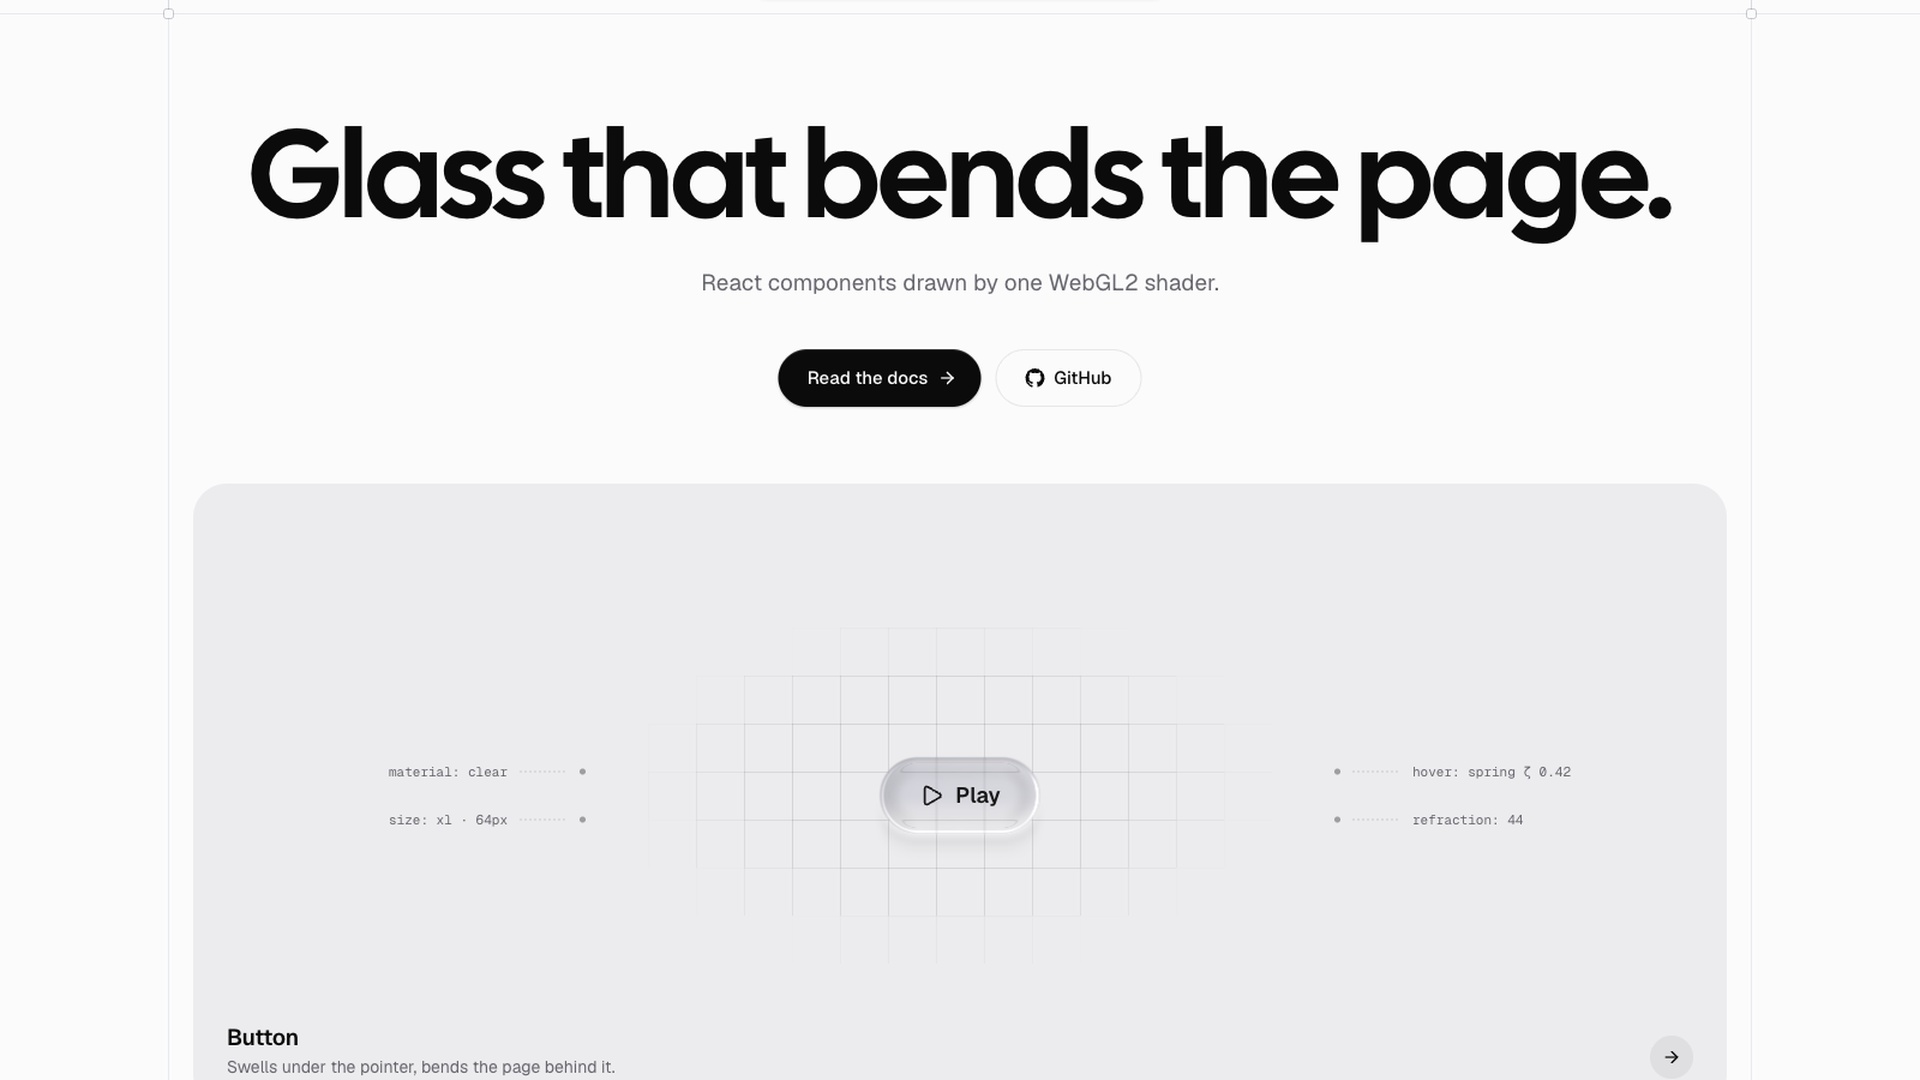 Glass that bends the page.
React components drawn by one WebGL2 shader.
Read the docs →
GitHub
material: clear
size: xl · 64px
Play
hover: spring ζ 0.42
refraction: 44
Button
Swells under the pointer, bends the page behind it.